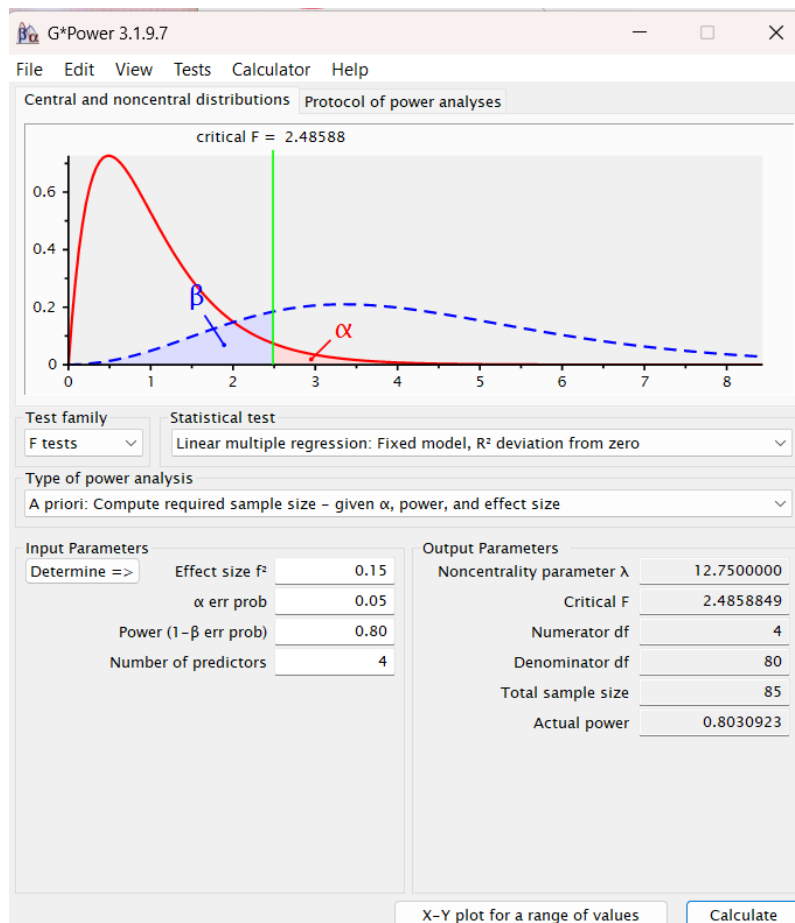 G*Power 3.1.9.7
File Edit View Tests Calculator Help
Central and noncentral distributions Protocol of power analyses
critical F = 2.48588
0.6
0.4
0.2
0
β
α
0 1 2 3 4 5 6 7 8
Test family Statistical test
F tests Linear multiple regression: Fixed model, R² deviation from zero
Type of power analysis
A priori: Compute required sample size – given α, power, and effect size
Input Parameters Output Parameters
Determine => Effect size f² 0.15 Noncentrality parameter λ 12.7500000
α err prob 0.05 Critical F 2.4858849
Power (1-β err prob) 0.80 Numerator df 4
Number of predictors 4 Denominator df 80
Total sample size 85
Actual power 0.8030923
X-Y plot for a range of values Calculate